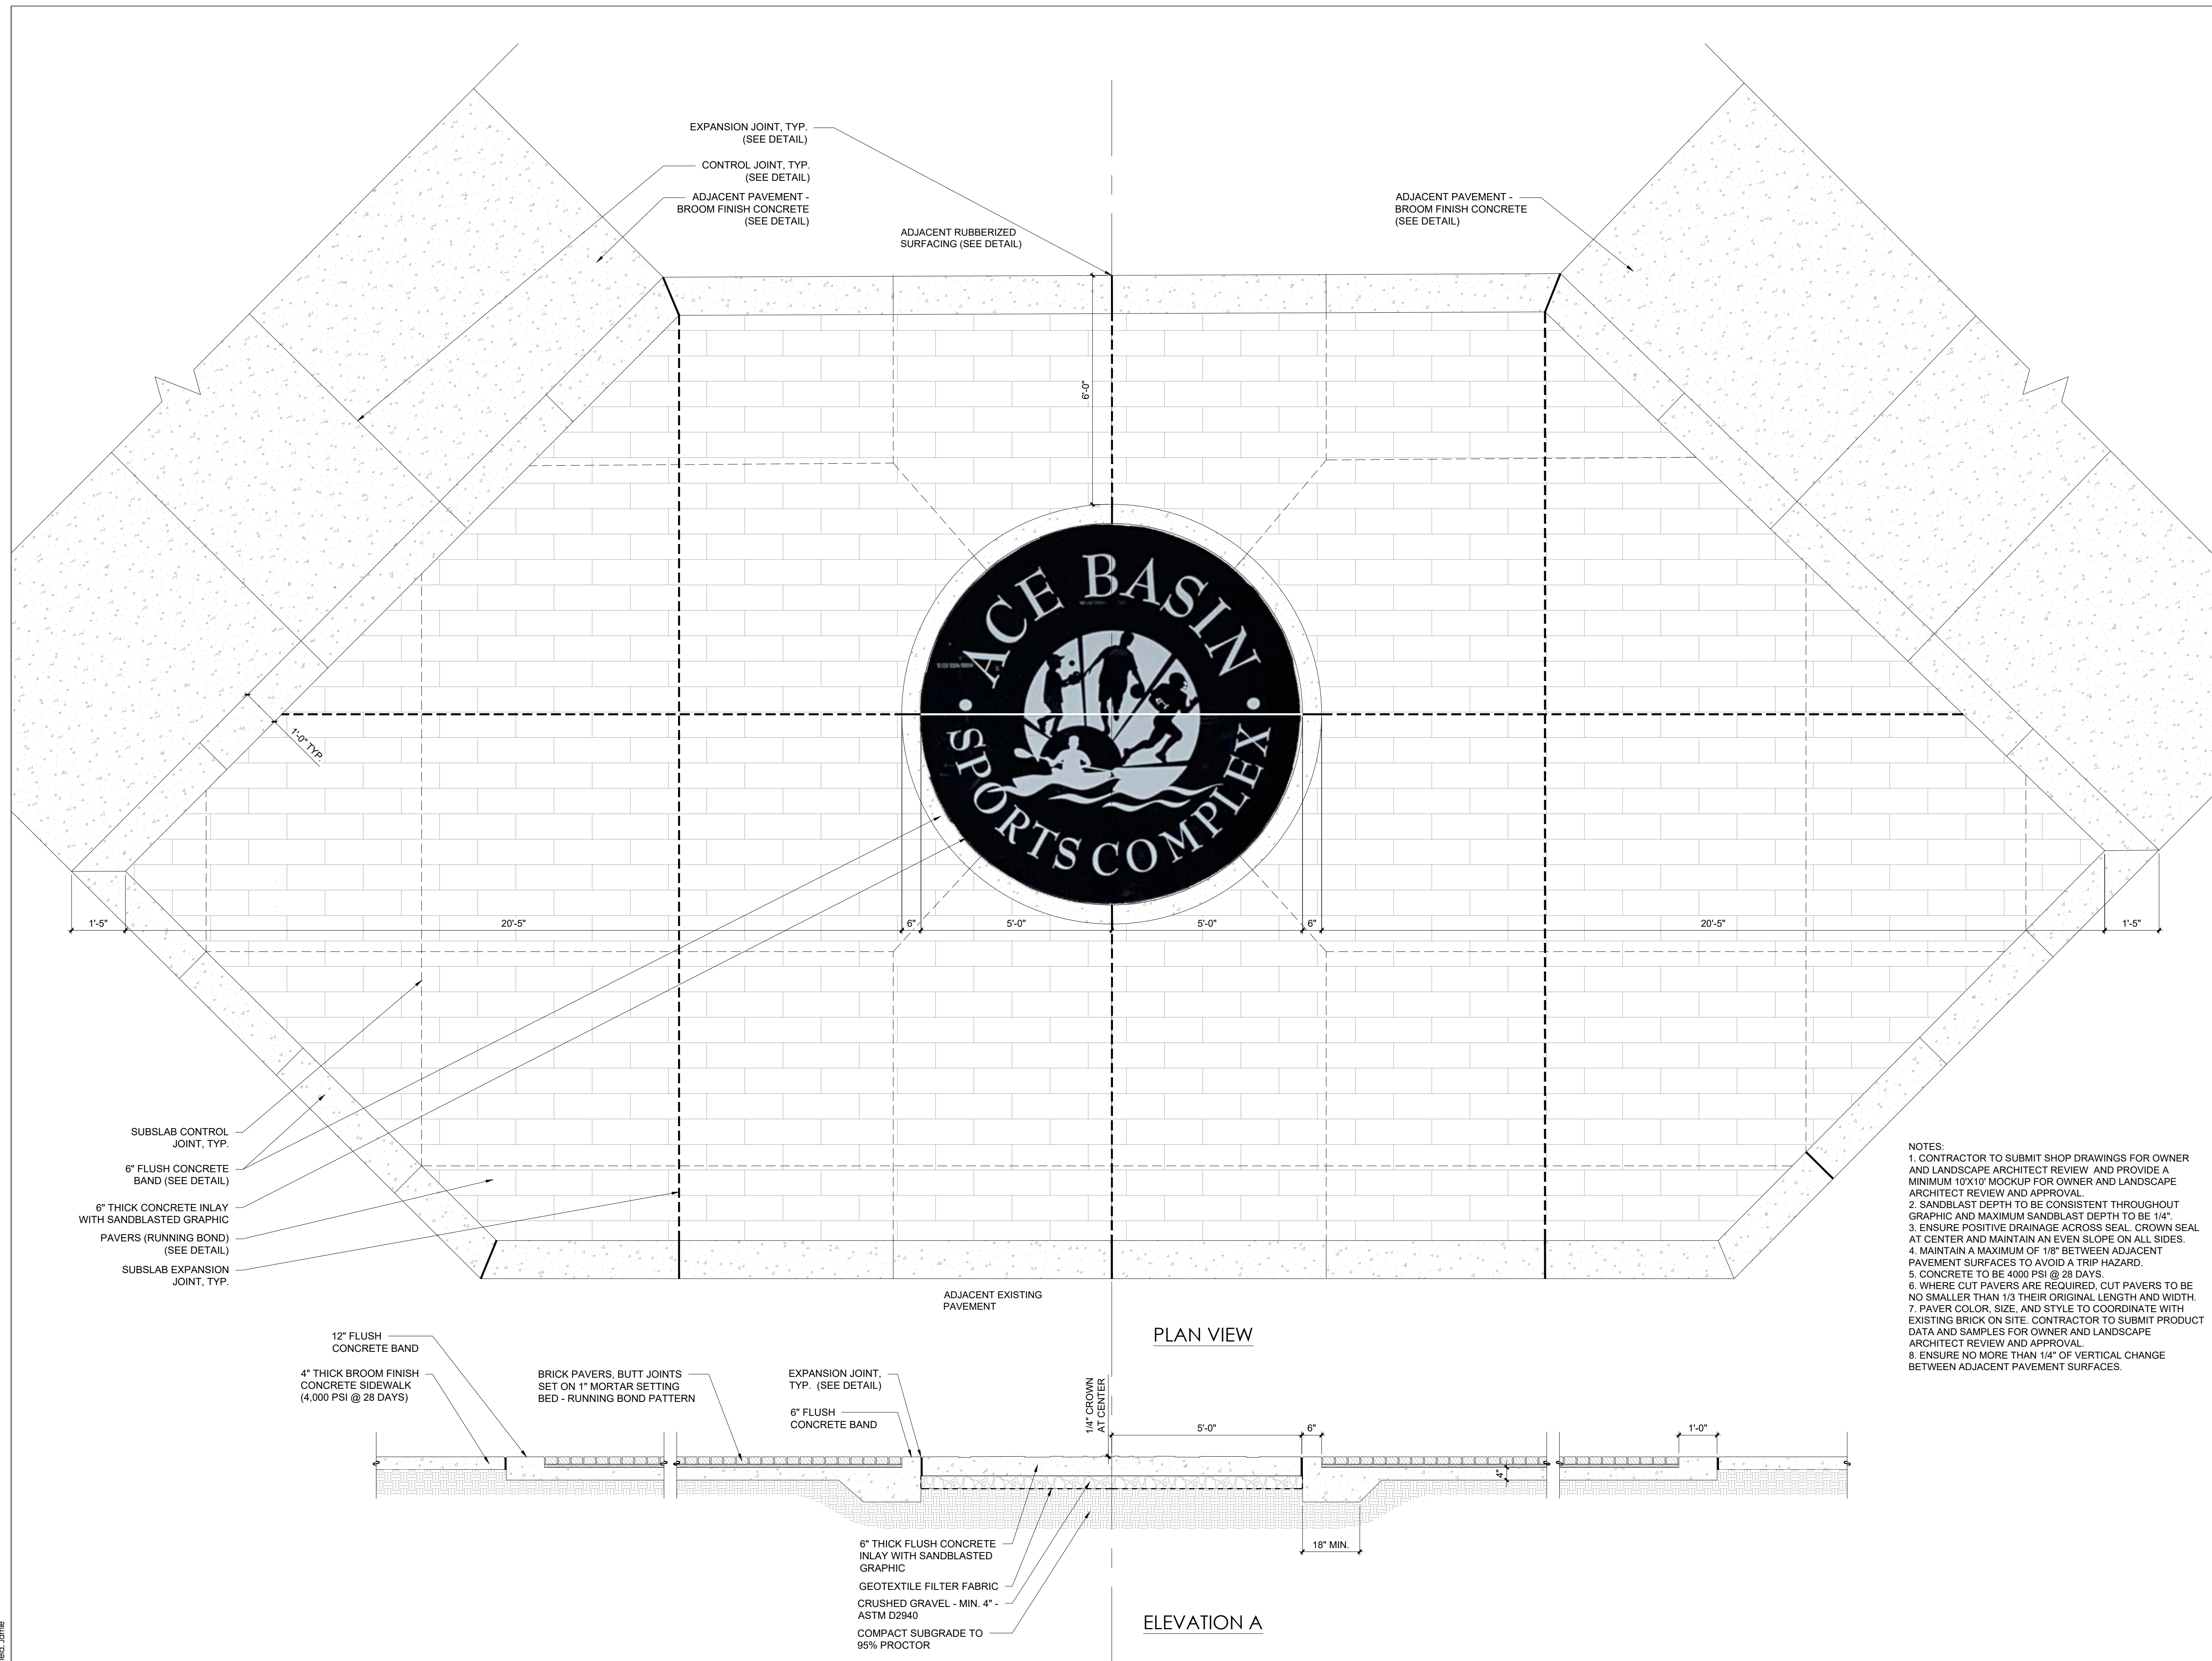 EXPANSION JOINT, TYP.
(SEE DETAIL)
CONTROL JOINT, TYP.
(SEE DETAIL)
ADJACENT PAVEMENT -
BROOM FINISH CONCRETE
(SEE DETAIL)
ADJACENT RUBBERIZED
SURFACING (SEE DETAIL)
ADJACENT PAVEMENT -
BROOM FINISH CONCRETE
(SEE DETAIL)
6'-0"
ACE BASIN
SPORTS COMPLEX
1'-0" TYP.
1'-5"
20'-5"
6"
5'-0"
5'-0"
6"
20'-5"
1'-5"
SUBSLAB CONTROL
JOINT, TYP.
6" FLUSH CONCRETE
BAND (SEE DETAIL)
6" THICK CONCRETE INLAY
WITH SANDBLASTED GRAPHIC
PAVERS (RUNNING BOND)
(SEE DETAIL)
SUBSLAB EXPANSION
JOINT, TYP.
ADJACENT EXISTING
PAVEMENT
PLAN VIEW
NOTES:
1. CONTRACTOR TO SUBMIT SHOP DRAWINGS FOR OWNER
AND LANDSCAPE ARCHITECT REVIEW AND PROVIDE A
MINIMUM 10'X10' MOCKUP FOR OWNER AND LANDSCAPE
ARCHITECT REVIEW AND APPROVAL.
2. SANDBLAST DEPTH TO BE CONSISTENT THROUGHOUT
GRAPHIC AND MAXIMUM SANDBLAST DEPTH TO BE 1/4".
3. ENSURE POSITIVE DRAINAGE ACROSS SEAL. CROWN SEAL
AT CENTER AND MAINTAIN AN EVEN SLOPE ON ALL SIDES.
4. MAINTAIN A MAXIMUM OF 1/8" BETWEEN ADJACENT
PAVEMENT SURFACES TO AVOID A TRIP HAZARD.
5. CONCRETE TO BE 4000 PSI @ 28 DAYS.
6. WHERE CUT PAVERS ARE REQUIRED, CUT PAVERS TO BE
NO SMALLER THAN 1/3 THEIR ORIGINAL LENGTH AND WIDTH.
7. PAVER COLOR, SIZE, AND STYLE TO COORDINATE WITH
EXISTING BRICK ON SITE. CONTRACTOR TO SUBMIT PRODUCT
DATA AND SAMPLES FOR OWNER AND LANDSCAPE
ARCHITECT REVIEW AND APPROVAL.
8. ENSURE NO MORE THAN 1/4" OF VERTICAL CHANGE
BETWEEN ADJACENT PAVEMENT SURFACES.
12" FLUSH
CONCRETE BAND
4" THICK BROOM FINISH
CONCRETE SIDEWALK
(4,000 PSI @ 28 DAYS)
BRICK PAVERS, BUTT JOINTS
SET ON 1" MORTAR SETTING
BED - RUNNING BOND PATTERN
EXPANSION JOINT,
TYP. (SEE DETAIL)
6" FLUSH
CONCRETE BAND
1/4" CROWN
AT CENTER
5'-0"
6"
1'-0"
4"
18" MIN.
6" THICK FLUSH CONCRETE
INLAY WITH SANDBLASTED
GRAPHIC
GEOTEXTILE FILTER FABRIC
CRUSHED GRAVEL - MIN. 4" -
ASTM D2940
COMPACT SUBGRADE TO
95% PROCTOR
ELEVATION A